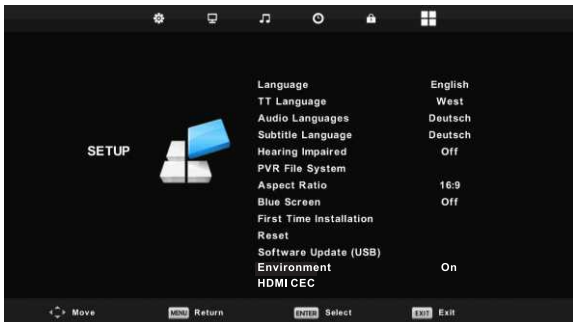 SETUP
Language English
TT Language West
Audio Languages Deutsch
Subtitle Language Deutsch
Hearing Impaired Off
PVR File System
Aspect Ratio 16:9
Blue Screen Off
First Time Installation
Reset
Software Update (USB)
Environment On
HDMI CEC
Move MENU Return ENTER Select EXIT Exit